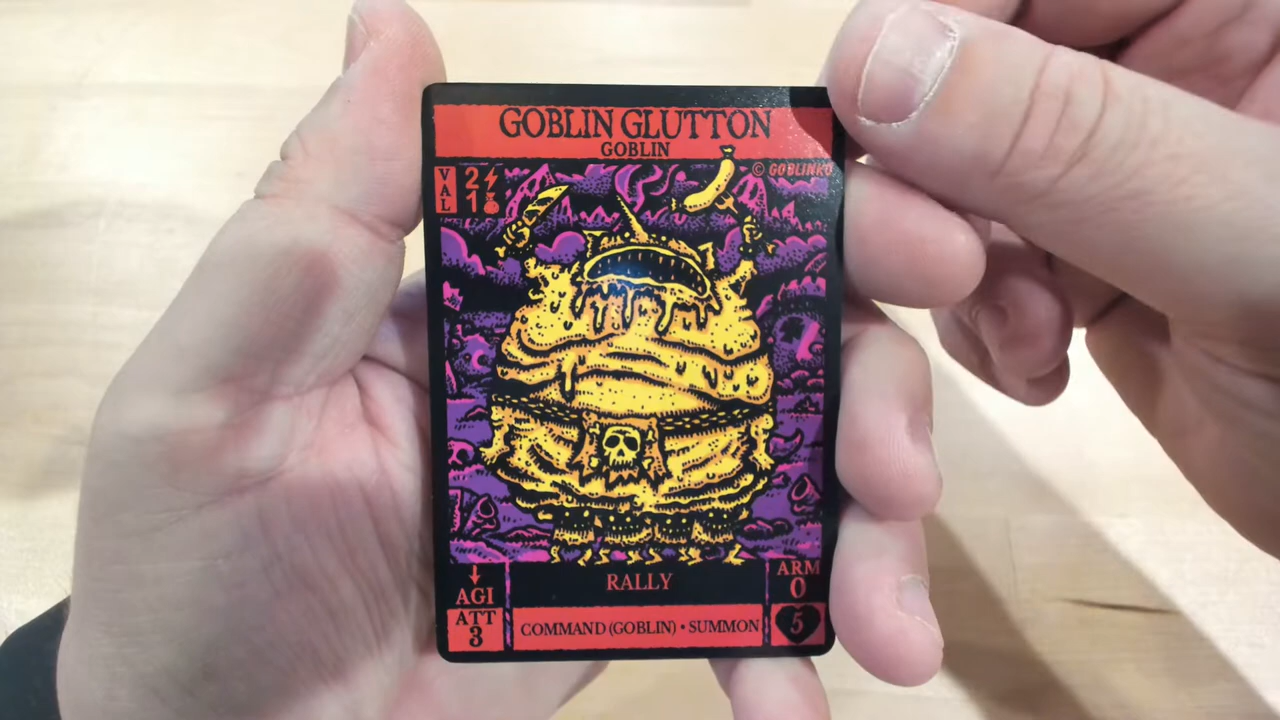 GOBLIN GLUTTON
GOBLIN
© GOBLINKO
VAL
2
1
RALLY
AGI
ATT
3
COMMAND (GOBLIN) • SUMMON
ARM
0
5